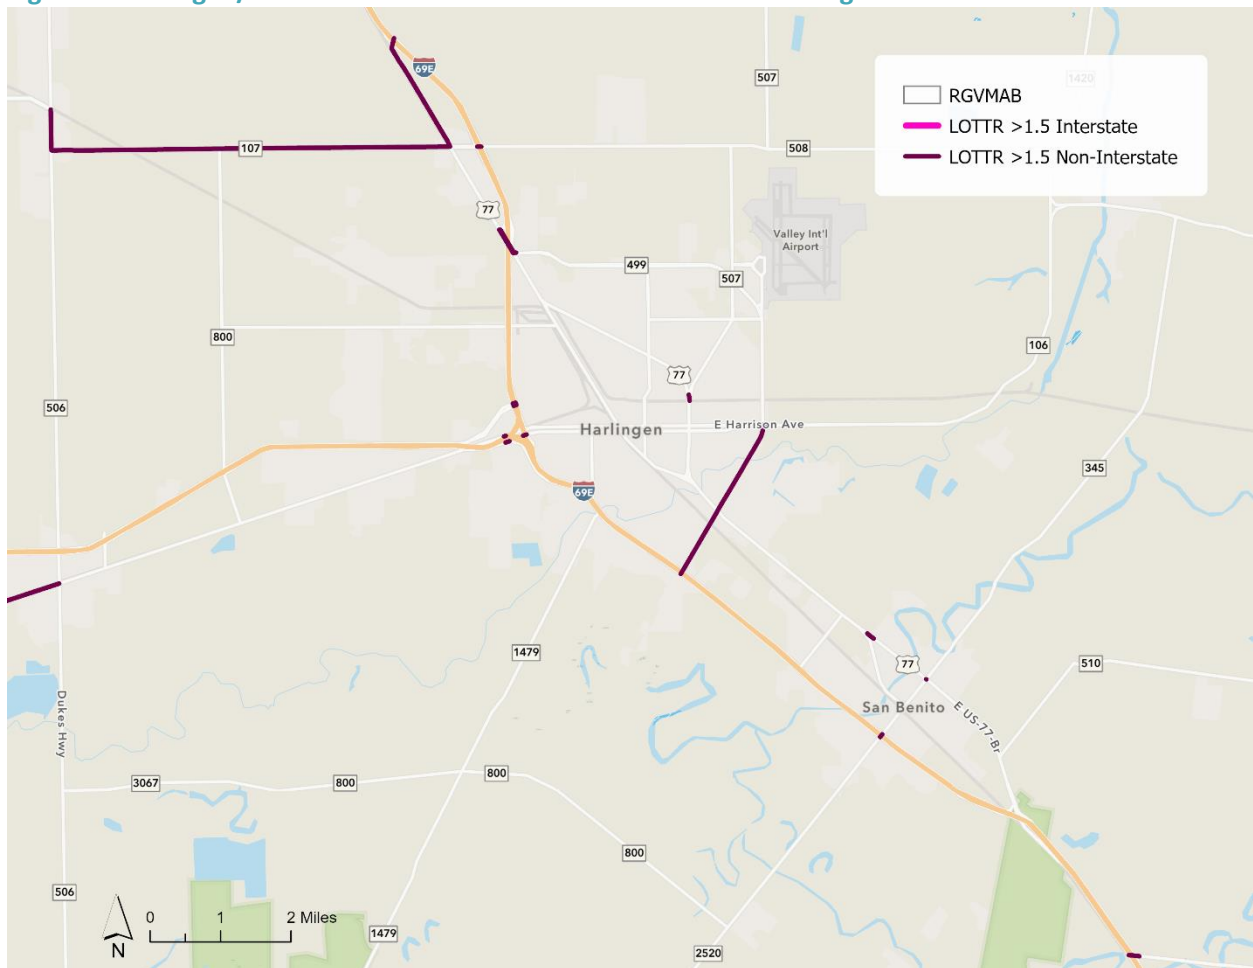 69E
507
1420
RGVMAB
LOTTR >1.5 Interstate
LOTTR >1.5 Non-Interstate
107
508
77
Valley Int'l
Airport
499
507
800
106
77
506
Harlingen
E Harrison Ave
345
69E
1479
77
510
San Benito
E US-77-Br
Dukes Hwy
3067
800
800
800
506
0 1 2 Miles
N
1479
2520